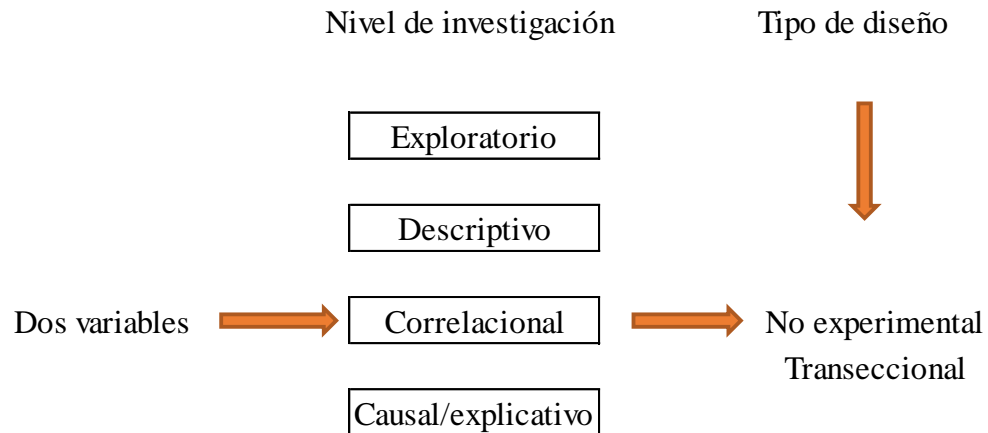 Nivel de investigación
Tipo de diseño
Exploratorio
Descriptivo
Dos variables
Correlacional
No experimental
Transeccional
Causal/explicativo